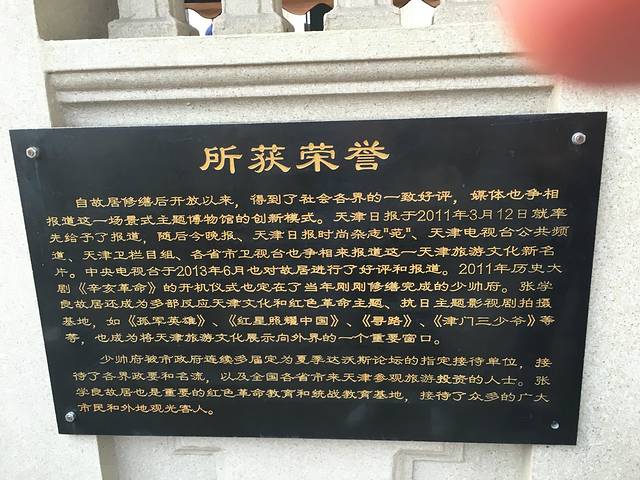 所获荣誉
自故居修缮后开放以来，得到了社会各界的一致好评，媒体也争相
报道这一场景式主题博物馆的创新模式。天津日报于2011年3月12日就率
先给予了报道，随后今晚报、天津日报时尚杂志"范"、天津电视台公共频
道、天津卫栏目组、各省市卫视台也争相来报道这一天津旅游文化新名
片。中央电视台于2013年6月也对故居进行了好评和报道。2011年历史大
剧《辛亥革命》的开机仪式也定在了当年刚刚修缮完成的少帅府。张学
良故居还成为多部反应天津文化和红色革命主题、抗日主题影视剧拍摄
基地，如《孤军英雄》、《红星照耀中国》、《寻路》、《津门三少爷》等
等，也成为将天津旅游文化展示向外界的一个重要窗口。
少帅府被市政府连续多届定为夏季达沃斯论坛的指定接待单位，接
待了各界政要和名流，以及全国各省市来天津参观旅游投资的人士。张
学良故居也是重要的红色革命教育和统战教育基地，接待了众多的广大
市民和外地观光客人。